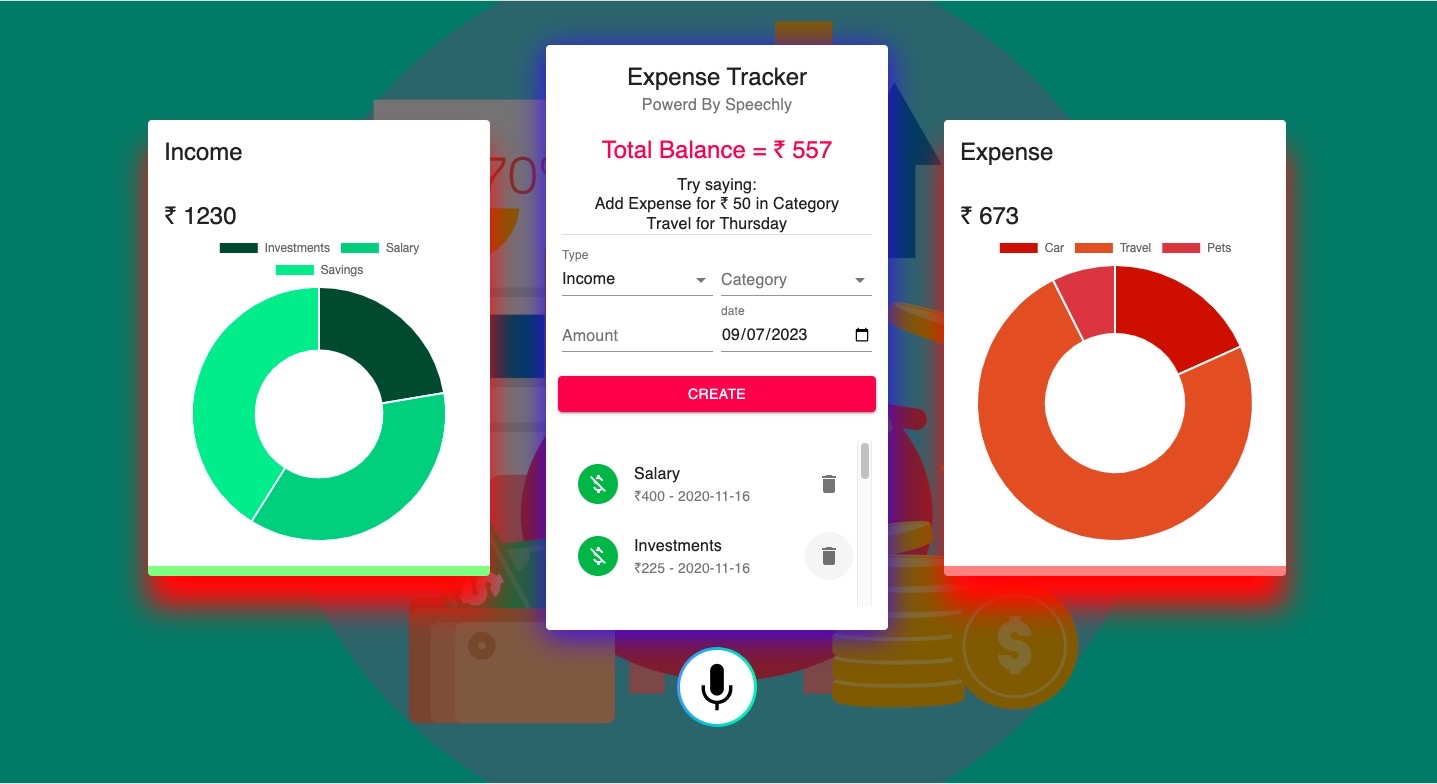 Income
₹ 1230
Investments
Salary
Savings
70%
Expense Tracker
Powerd By Speechly
Total Balance = ₹ 557
Try saying:
Add Expense for ₹ 50 in Category
Travel for Thursday
Type
Income
Category
Amount
date
09/07/2023
CREATE
Salary
₹400 - 2020-11-16
Investments
₹225 - 2020-11-16
Expense
₹ 673
Car
Travel
Pets
$